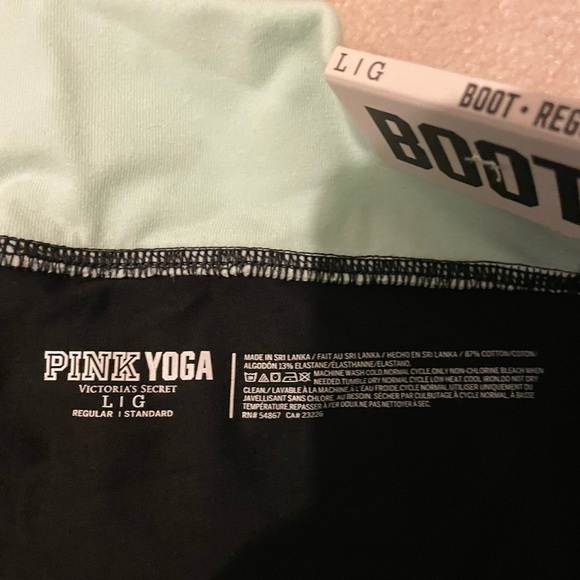 L | G
BOOT • REG
BOOT
PINK YOGA
VICTORIA'S SECRET
L | G
REGULAR | STANDARD
MADE IN SRI LANKA / FAIT AU SRI LANKA / HECHO EN SRI LANKA / 87% COTTON/COTON/
ALGODÓN 13% ELASTANE/ÉLASTHANNE/ELASTANO.
MACHINE WASH COLD NORMAL CYCLE.ONLY NON-CHLORINE BLEACH WHEN
NEEDED.TUMBLE DRY NORMAL CYCLE LOW HEAT. COOL IRON.DO NOT DRY
CLEAN./ LAVABLE À LA MACHINE À L'EAU FROIDE CYCLE NORMAL. UTILISER UNIQUEMENT DU
JAVELLISANT SANS CHLORE AU BESOIN. SÉCHER PAR CULBUTAGE À CYCLE NORMAL, À BASSE
TEMPÉRATURE.REPASSER À FER DOUX.NE PAS NETTOYER À SEC.
RN# 54867 CA# 23226